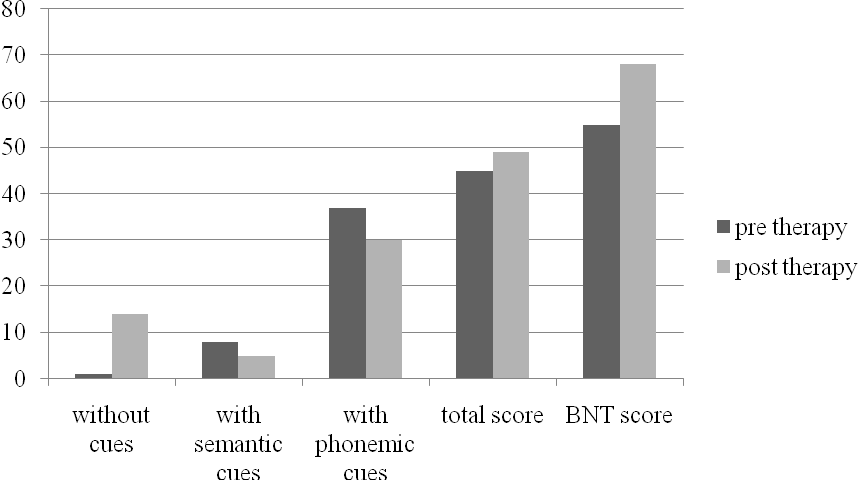 80
70
60
50
40
30
20
10
0
without
cues
with
semantic
cues
with
phonemic
cues
total score
BNT score
pre therapy
post therapy